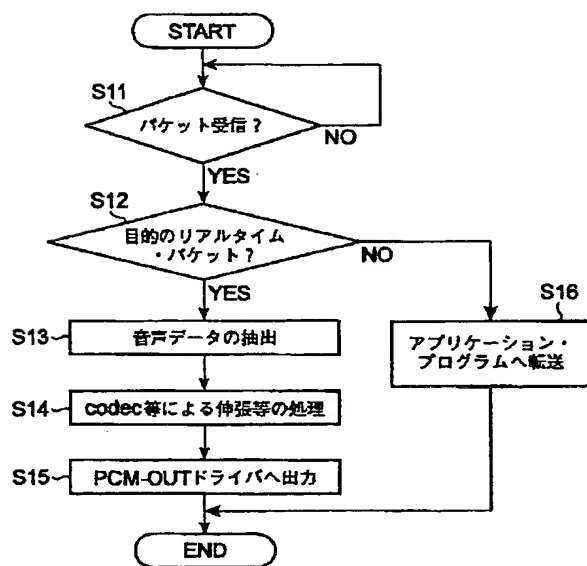 START
S11
パケット受信?
NO
YES
S12
目的のリアルタイム
・パケット?
NO
YES
S16
S13
音声データの抽出
アプリケーション・
プログラムへ転送
S14
codec等による伸張等の処理
S15
PCM-OUTドライバへ出力
END